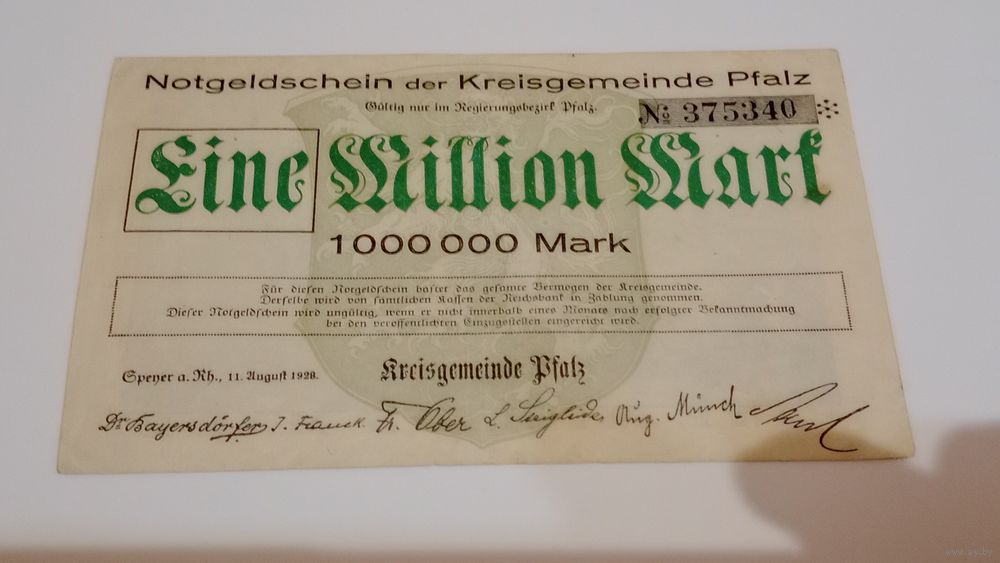 Notgeldschein der Kreisgemeinde Pfalz
Gültig nur im Regierungsbezirk Pfalz.
№ 375340
Eine Million Mark
1000000 Mark
Für diesen Notgeldschein haftet das gesamte Vermögen der Kreisgemeinde.
Derselbe wird von sämtlichen Kassen der Reichsbank in Zahlung genommen.
Dieser Notgeldschein wird ungültig, wenn er nicht innerhalb eines Monats nach erfolgter Bekanntmachung
bei den veröffentlichten Einzugsstellen eingereicht wird.
Speyer a. Rh., 11. August 1923.
Kreisgemeinde Pfalz
Dr. Bayersdörfer J. Franck. Fr. Ober L. Aug. Münch